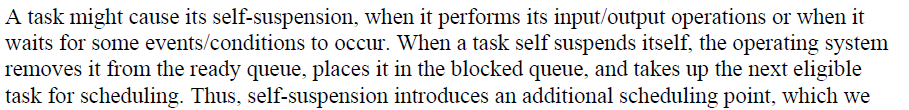 A task might cause its self-suspension, when it performs its input/output operations or when it
waits for some events/conditions to occur. When a task self suspends itself, the operating system
removes it from the ready queue, places it in the blocked queue, and takes up the next eligible
task for scheduling. Thus, self-suspension introduces an additional scheduling point, which we